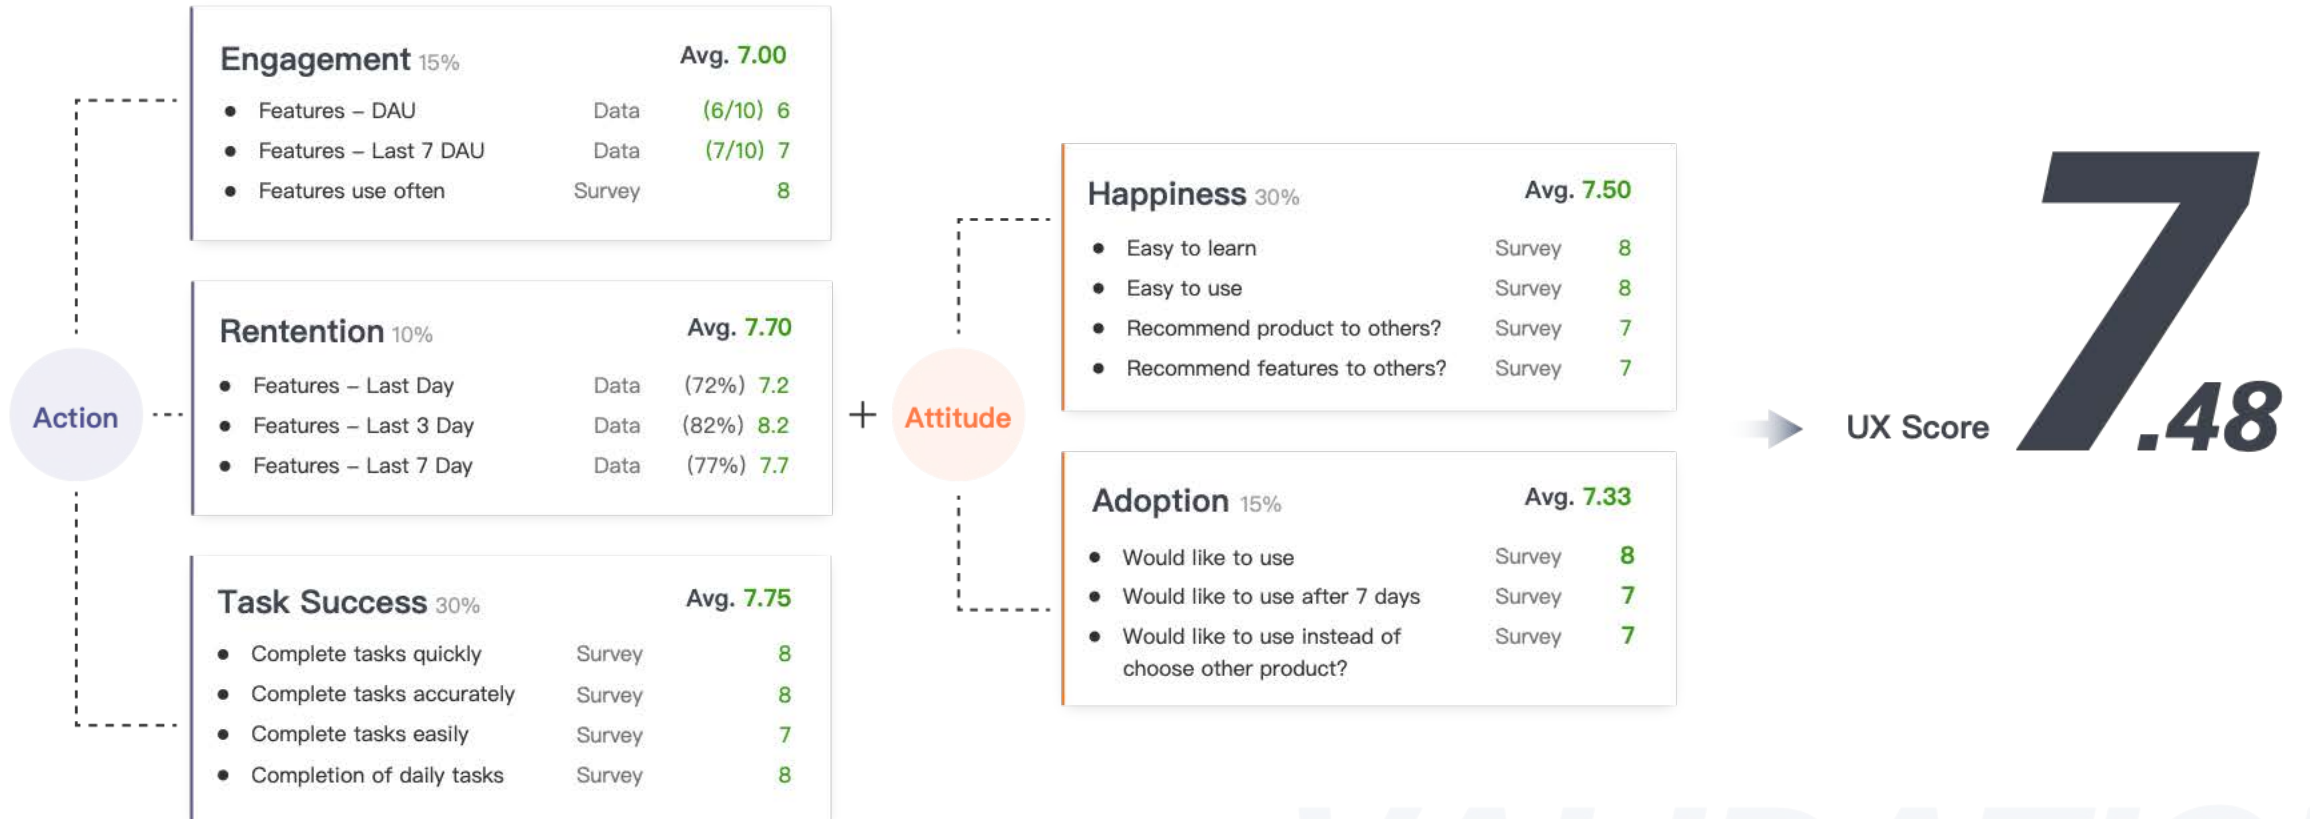 Engagement 15% Avg. 7.00
● Features – DAU Data (6/10) 6
● Features – Last 7 DAU Data (7/10) 7
● Features use often Survey 8
Rentention 10% Avg. 7.70
● Features – Last Day Data (72%) 7.2
● Features – Last 3 Day Data (82%) 8.2
● Features – Last 7 Day Data (77%) 7.7
Task Success 30% Avg. 7.75
● Complete tasks quickly Survey 8
● Complete tasks accurately Survey 8
● Complete tasks easily Survey 7
● Completion of daily tasks Survey 8
Action
+
Attitude
Happiness 30% Avg. 7.50
● Easy to learn Survey 8
● Easy to use Survey 8
● Recommend product to others? Survey 7
● Recommend features to others? Survey 7
Adoption 15% Avg. 7.33
● Would like to use Survey 8
● Would like to use after 7 days Survey 7
● Would like to use instead of Survey 7
choose other product?
UX Score 7.48